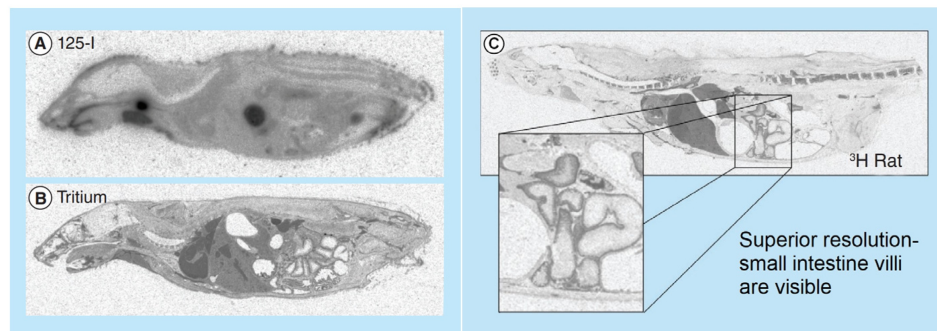 A 125-I
B Tritium
C
³H Rat
Superior resolution-
small intestine villi
are visible